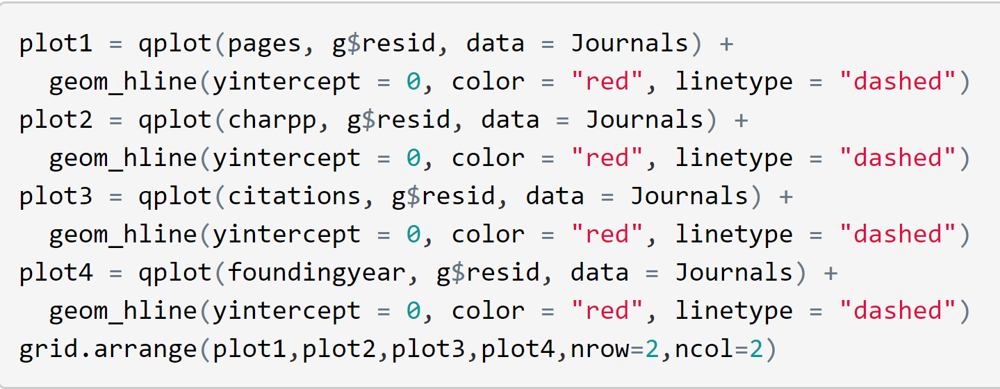 plot1 = qplot(pages, g$resid, data = Journals) +
  geom_hline(yintercept = 0, color = "red", linetype = "dashed")
plot2 = qplot(charpp, g$resid, data = Journals) +
  geom_hline(yintercept = 0, color = "red", linetype = "dashed")
plot3 = qplot(citations, g$resid, data = Journals) +
  geom_hline(yintercept = 0, color = "red", linetype = "dashed")
plot4 = qplot(foundingyear, g$resid, data = Journals) +
  geom_hline(yintercept = 0, color = "red", linetype = "dashed")
grid.arrange(plot1,plot2,plot3,plot4,nrow=2,ncol=2)